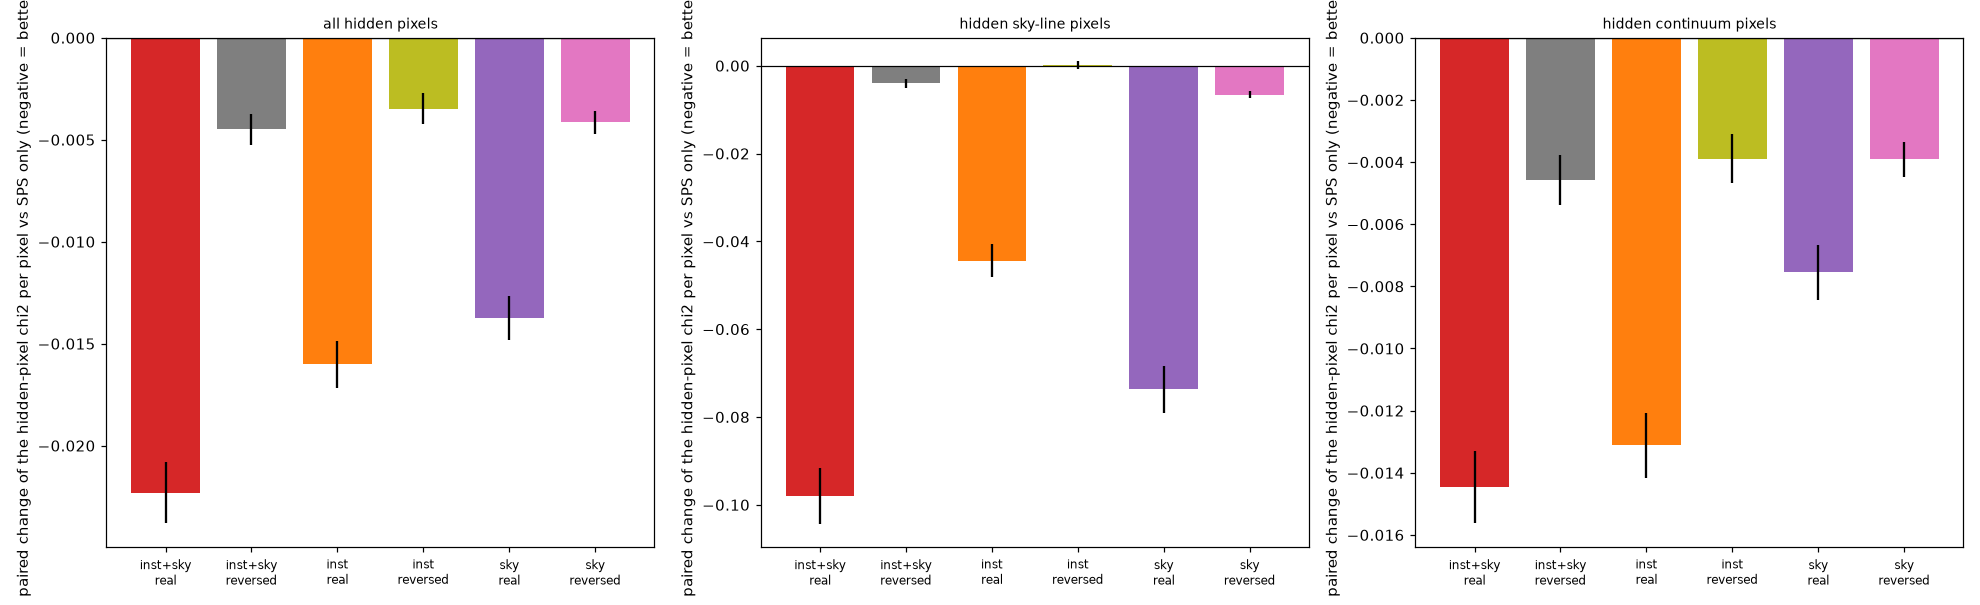 all hidden pixels
paired change of the hidden-pixel chi2 per pixel vs SPS only (negative = bette
0.000
−0.005
−0.010
−0.015
−0.020
inst+sky real
inst+sky reversed
inst real
inst reversed
sky real
sky reversed
hidden sky-line pixels
paired change of the hidden-pixel chi2 per pixel vs SPS only (negative = bette
0.00
−0.02
−0.04
−0.06
−0.08
−0.10
inst+sky real
inst+sky reversed
inst real
inst reversed
sky real
sky reversed
hidden continuum pixels
paired change of the hidden-pixel chi2 per pixel vs SPS only (negative = bette
0.000
−0.002
−0.004
−0.006
−0.008
−0.010
−0.012
−0.014
−0.016
inst+sky real
inst+sky reversed
inst real
inst reversed
sky real
sky reversed